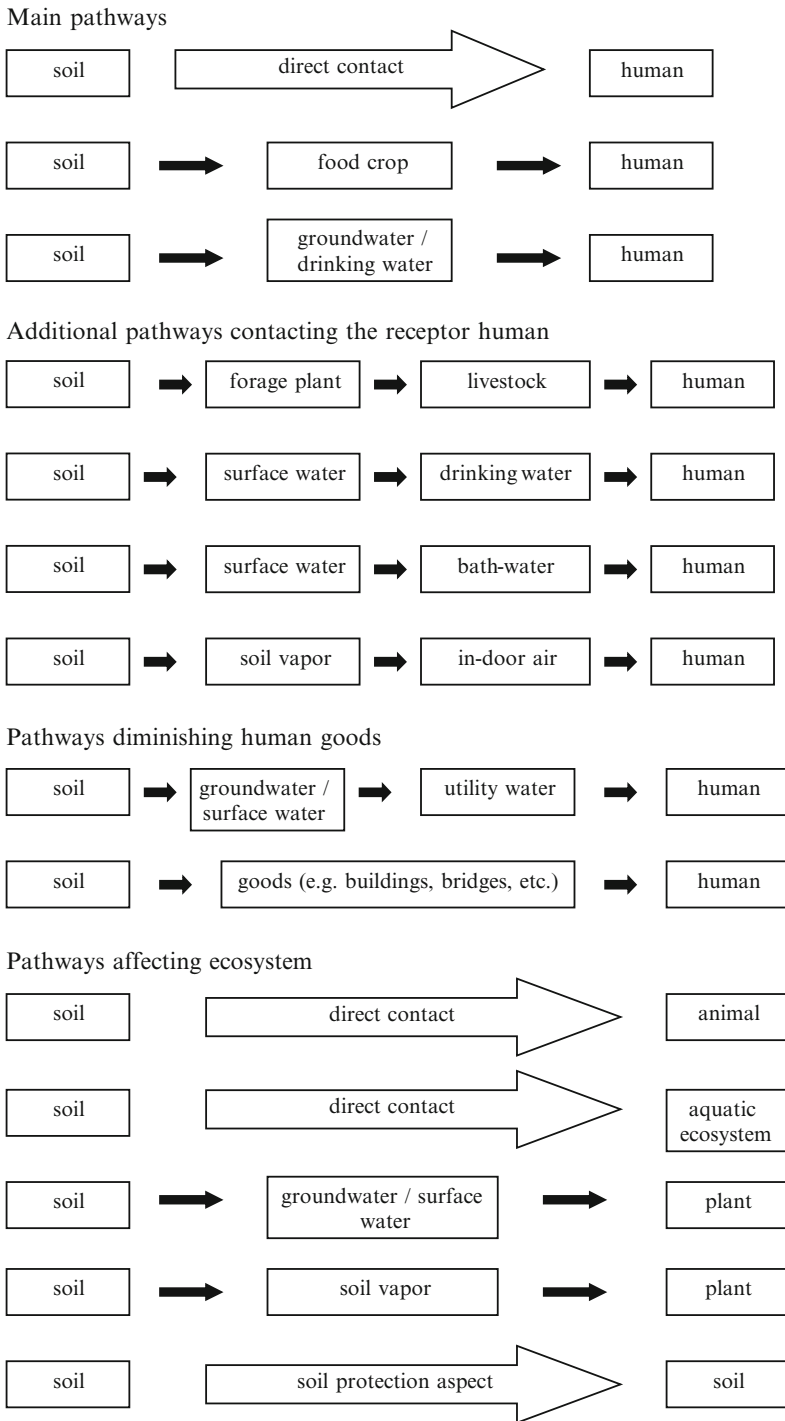 Main pathways
soil direct contact human
soil food crop human
soil groundwater / drinking water human
Additional pathways contacting the receptor human
soil forage plant livestock human
soil surface water drinking water human
soil surface water bath-water human
soil soil vapor in-door air human
Pathways diminishing human goods
soil groundwater / surface water utility water human
soil goods (e.g. buildings, bridges, etc.) human
Pathways affecting ecosystem
soil direct contact animal
soil direct contact aquatic ecosystem
soil groundwater / surface water plant
soil soil vapor plant
soil soil protection aspect soil